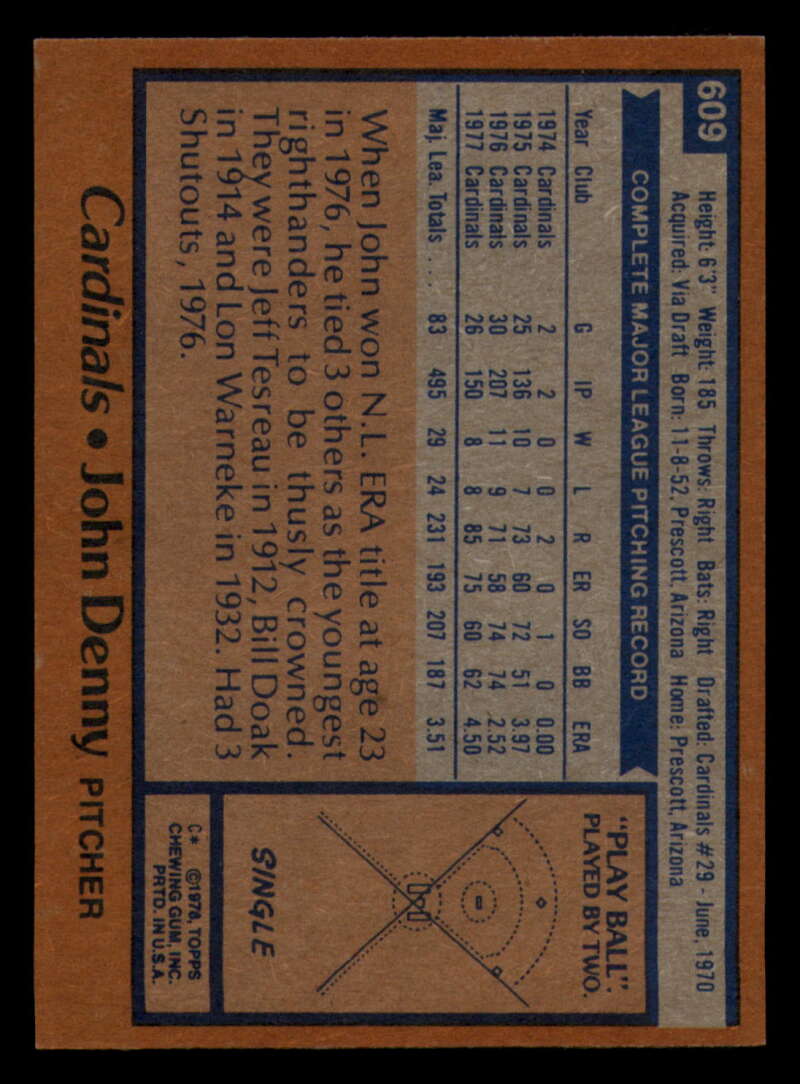 609
Height: 6'3" Weight: 185 Throws: Right Bats: Right Drafted: Cardinals #29 - June, 1970
Acquired: Via Draft Born: 11-8-52, Prescott, Arizona Home: Prescott, Arizona
COMPLETE MAJOR LEAGUE PITCHING RECORD
Year Club G IP W L R ER SO BB ERA
1974 Cardinals 2 2 0 0 2 0 1 0 0.00
1975 Cardinals 25 136 10 7 73 60 72 51 3.97
1976 Cardinals 30 207 11 9 71 58 74 74 2.52
1977 Cardinals 26 150 8 8 85 75 60 62 4.50
Maj. Lea. Totals . . . 83 495 29 24 231 193 207 187 3.51
When John won N.L. ERA title at age 23
in 1976, he tied 3 others as the youngest
righthanders to be thusly crowned.
They were Jeff Tesreau in 1912, Bill Doak
in 1914 and Lon Warneke in 1932. Had 3
Shutouts, 1976.
"PLAY BALL".
PLAYED BY TWO.
SINGLE
C* ©1978, TOPPS
CHEWING GUM, INC.
PRTD. IN U.S.A.
Cardinals • John Denny PITCHER